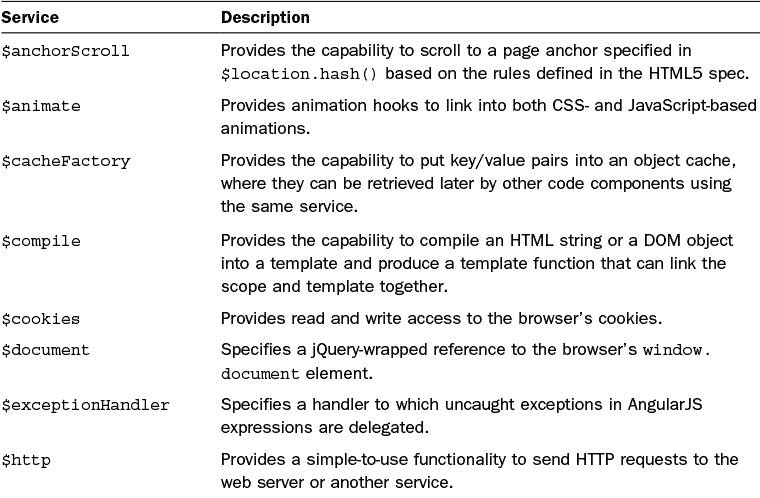 Service Description
$anchorScroll Provides the capability to scroll to a page anchor specified in
$location.hash() based on the rules defined in the HTML5 spec.
$animate Provides animation hooks to link into both CSS- and JavaScript-based
animations.
$cacheFactory Provides the capability to put key/value pairs into an object cache,
where they can be retrieved later by other code components using
the same service.
$compile Provides the capability to compile an HTML string or a DOM object
into a template and produce a template function that can link the
scope and template together.
$cookies Provides read and write access to the browser’s cookies.
$document Specifies a jQuery-wrapped reference to the browser’s window.
document element.
$exceptionHandler Specifies a handler to which uncaught exceptions in AngularJS
expressions are delegated.
$http Provides a simple-to-use functionality to send HTTP requests to the
web server or another service.